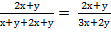 2x+y / x+y+2x+y = 2x+y / 3x+2y